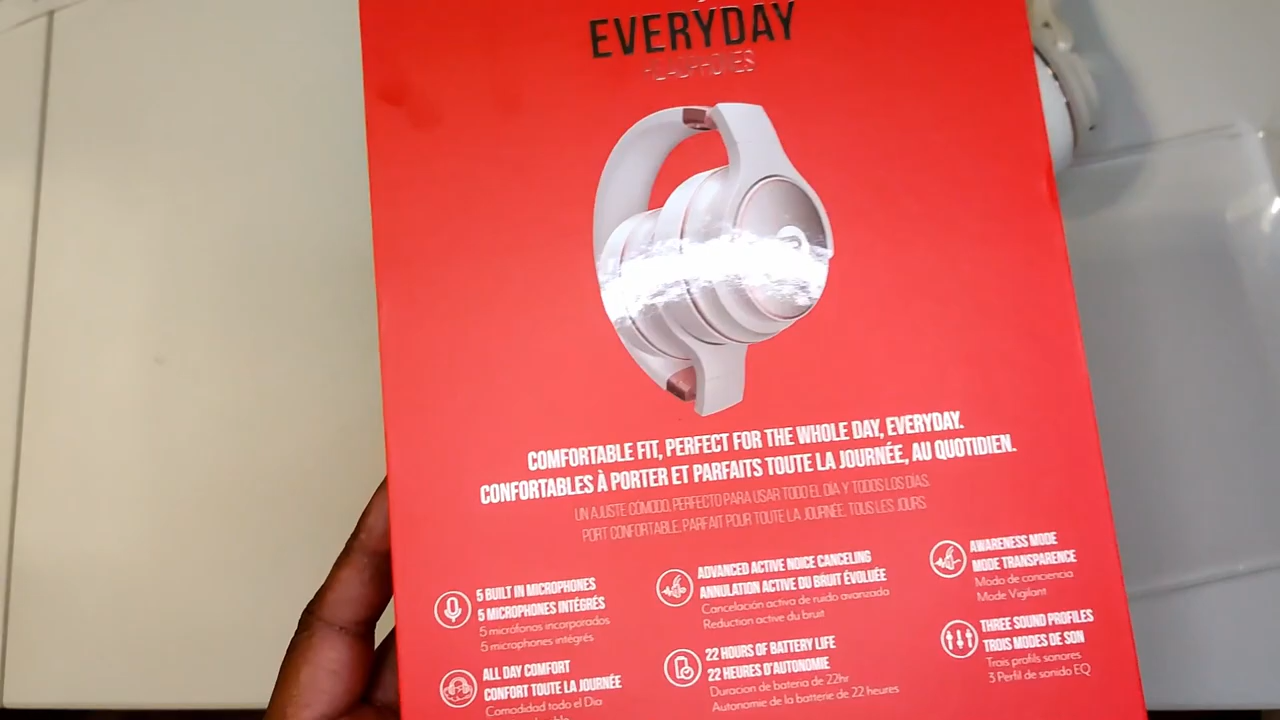 EVERYDAY
HEADPHONES
COMFORTABLE FIT, PERFECT FOR THE WHOLE DAY, EVERYDAY.
CONFORTABLES À PORTER ET PARFAITS TOUTE LA JOURNÉE, AU QUOTIDIEN.
UN AJUSTE CÓMODO, PERFECTO PARA USAR TODO EL DÍA Y TODOS LOS DÍAS.
PORT CONFORTABLE, PARFAIT POUR TOUTE LA JOURNÉE, TOUS LES JOURS.
5 BUILT IN MICROPHONES
5 MICROPHONES INTÉGRÉS
5 micrófonos incorporados
5 microphones intégrés
ADVANCED ACTIVE NOICE CANCELING
ANNULATION ACTIVE DU BRUIT ÉVOLUÉE
Cancelación activa de ruido avanzada
Reduction active du bruit
AWARENESS MODE
MODE TRANSPARENCE
Modo de conciencia
Mode Vigilant
ALL DAY COMFORT
CONFORT TOUTE LA JOURNÉE
Comodidad todo el Dia
22 HOURS OF BATTERY LIFE
22 HEURES D'AUTONOMIE
Duracion de bateria de 22hr
Autonomie de la batterie de 22 heures
THREE SOUND PROFILES
TROIS MODES DE SON
Trois profils sonores
3 Perfil de sonido EQ